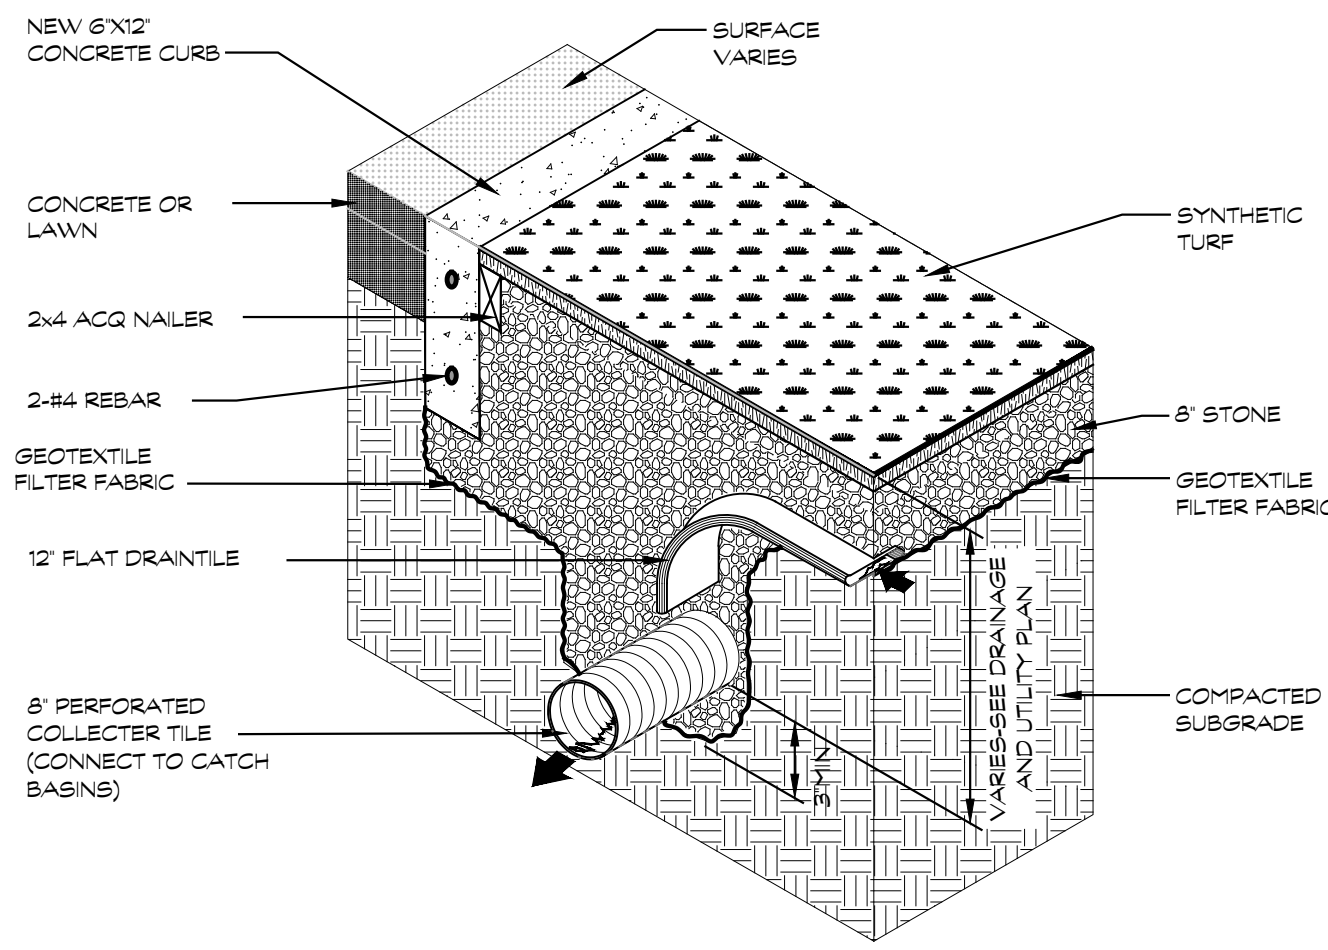 NEW 6"X12"
CONCRETE CURB
SURFACE
VARIES
CONCRETE OR
LAWN
SYNTHETIC
TURF
2x4 ACQ NAILER
2-#4 REBAR
8" STONE
GEOTEXTILE
FILTER FABRIC
GEOTEXTILE
FILTER FABRIC
12" FLAT DRAINTILE
VARIES-SEE DRAINAGE
AND UTILITY PLAN
8" PERFORATED
COLLECTER TILE
(CONNECT TO CATCH
BASINS)
COMPACTED
SUBGRADE
3" MIN